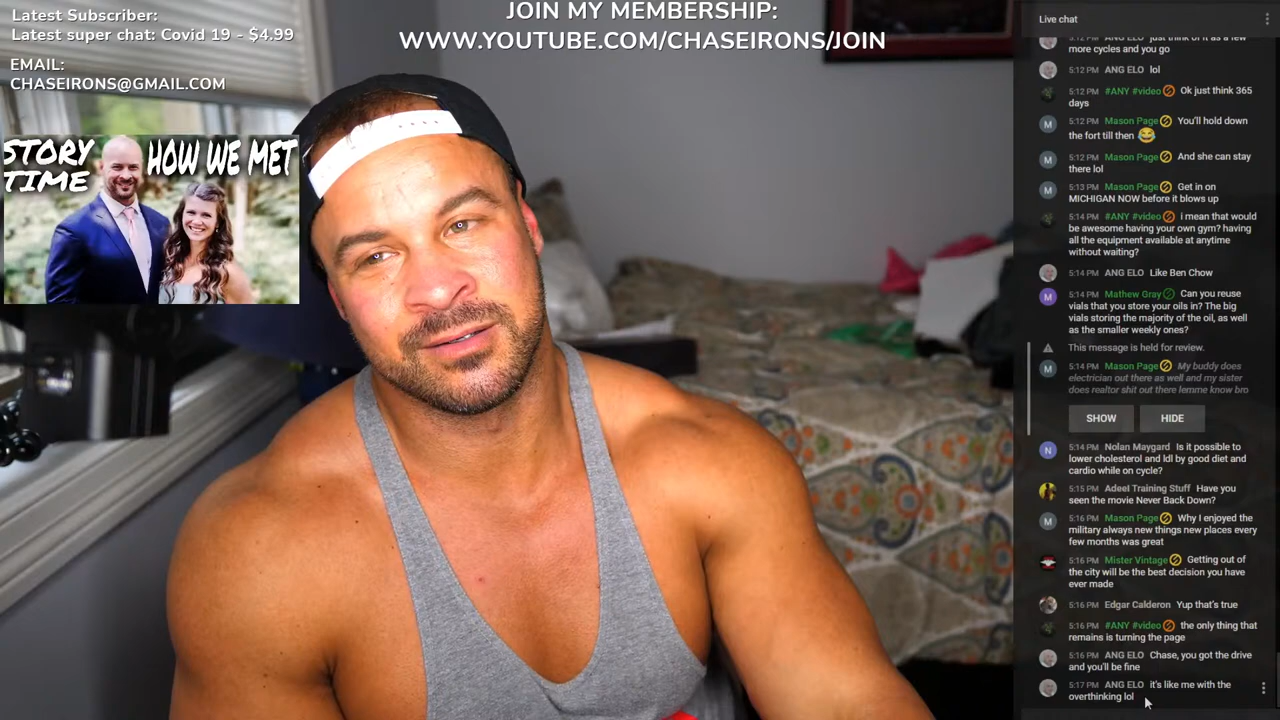 Latest Subscriber:
Latest super chat: Covid 19 - $4.99
EMAIL:
CHASEIRONS@GMAIL.COM
JOIN MY MEMBERSHIP:
WWW.YOUTUBE.COM/CHASEIRONS/JOIN
STORY
TIME
HOW WE MET
Live chat
5:12 PM ANG ELO just think of it as a few
more cycles and you go
5:12 PM ANG ELO lol
5:12 PM #ANY #video Ok just think 365
days
5:12 PM Mason Page You'll hold down
the fort till then 😂
5:12 PM Mason Page And she can stay
there lol
5:13 PM Mason Page Get in on
MICHIGAN NOW before it blows up
5:14 PM #ANY #video i mean that would
be awesome having your own gym? having
all the equipment available at anytime
without waiting?
5:14 PM ANG ELO Like Ben Chow
5:14 PM Mathew Gray Can you reuse
vials that you store your oils in? The big
vials storing the majority of the oil, as well
as the smaller weekly ones?
This message is held for review.
5:14 PM Mason Page My buddy does
electrician out there as well and my sister
does realtor shit out there lemme know bro
SHOW HIDE
5:14 PM Nolan Maygard Is it possible to
lower cholesterol and ldl by good diet and
cardio while on cycle?
5:15 PM Adeel Training Stuff Have you
seen the movie Never Back Down?
5:16 PM Mason Page Why I enjoyed the
military always new things new places every
few months was great
5:16 PM Mister Vintage Getting out of
the city will be the best decision you have
ever made
5:16 PM Edgar Calderon Yup that's true
5:16 PM #ANY #video the only thing that
remains is turning the page
5:16 PM ANG ELO Chase, you got the drive
and you'll be fine
5:17 PM ANG ELO it's like me with the
overthinking lol